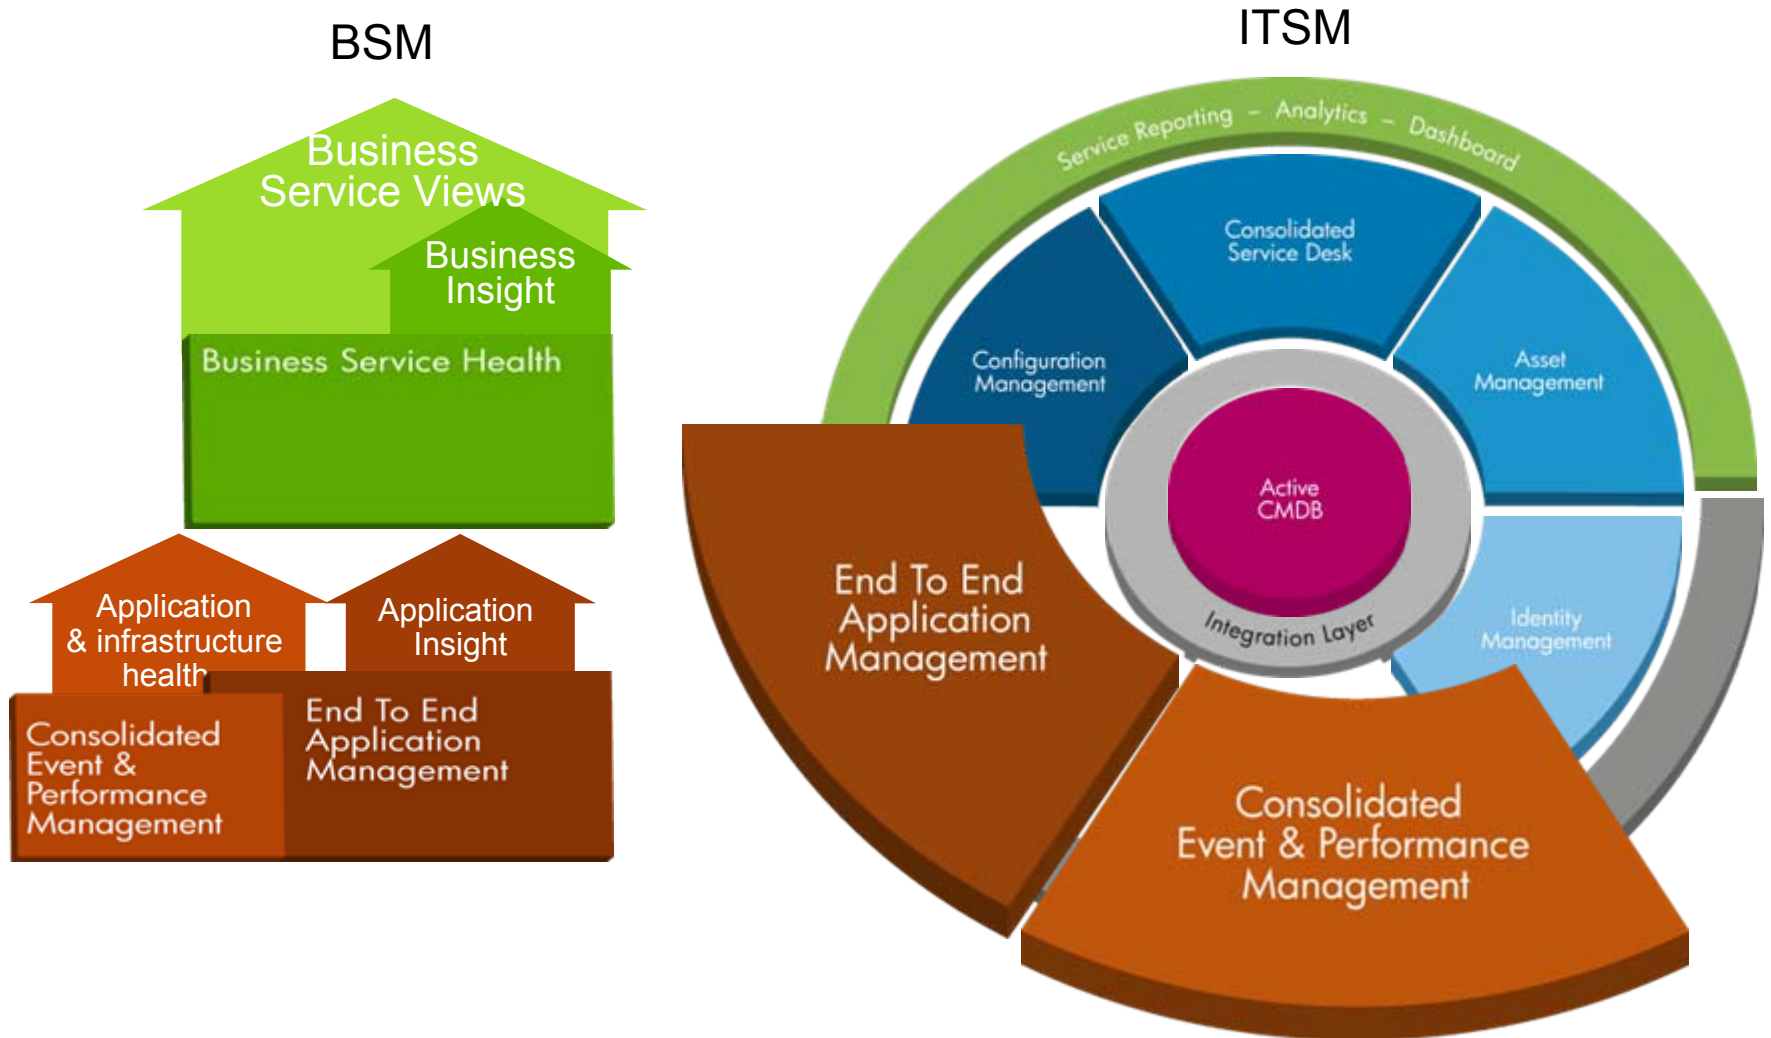 BSM
Business
Service Views
Business
Insight
Business Service Health
Application
& infrastructure
health
Application
Insight
Consolidated
Event &
Performance
Management
End To End
Application
Management
ITSM
Service Reporting – Analytics – Dashboard
Consolidated
Service Desk
Configuration
Management
Asset
Management
Active
CMDB
Integration Layer
Identity
Management
End To End
Application
Management
Consolidated
Event & Performance
Management